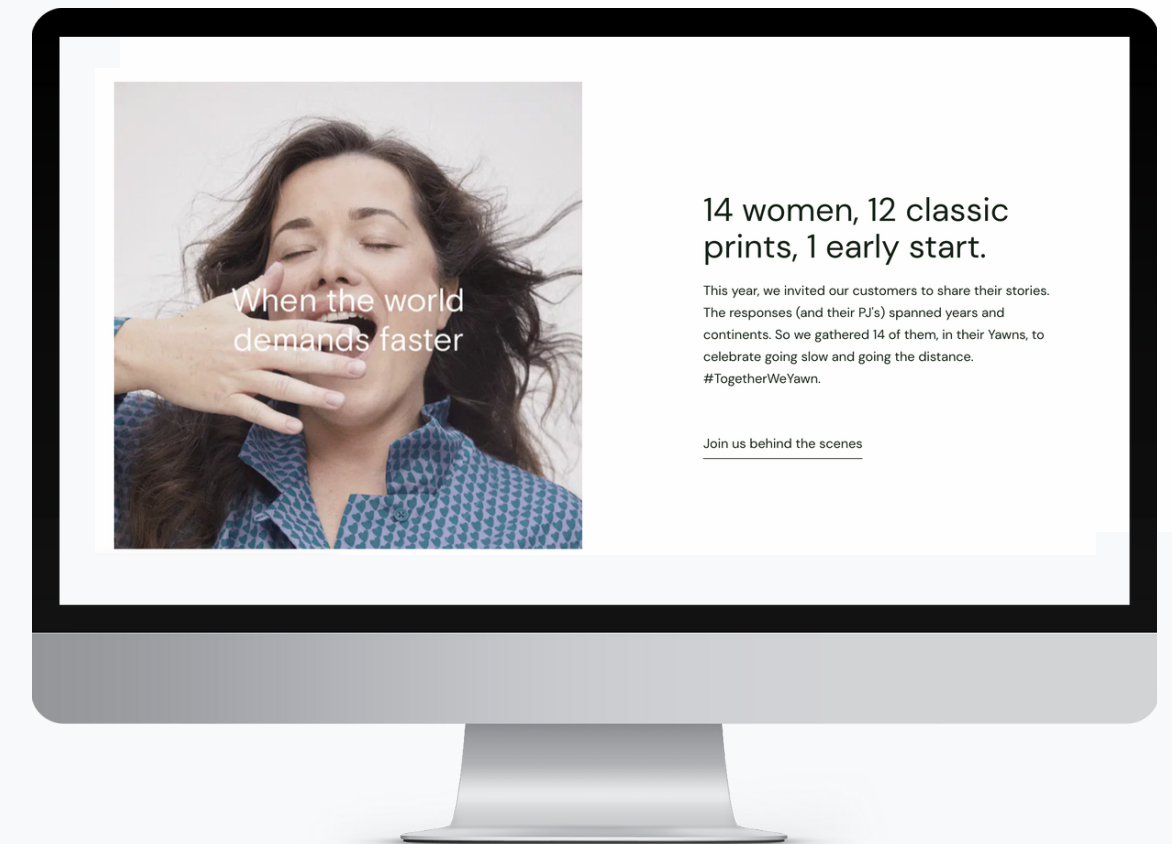 When the world
demands faster
14 women, 12 classic
prints, 1 early start.
This year, we invited our customers to share their stories.
The responses (and their PJ's) spanned years and
continents. So we gathered 14 of them, in their Yawns, to
celebrate going slow and going the distance.
#TogetherWeYawn.
Join us behind the scenes